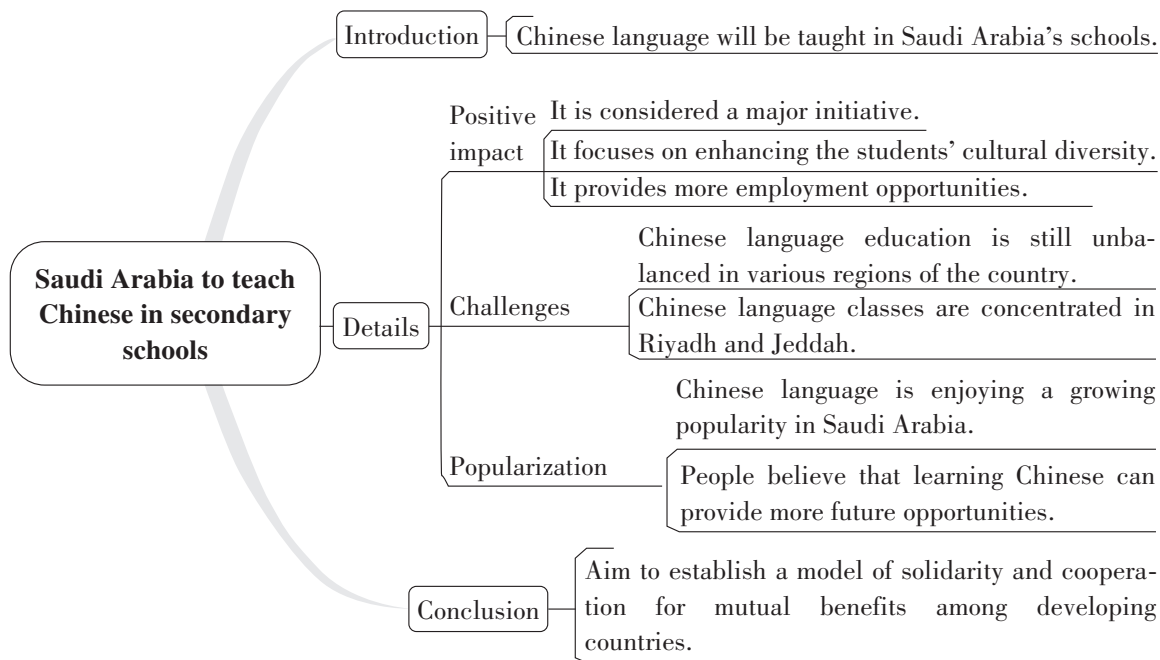 Introduction
Chinese language will be taught in Saudi Arabia's schools.
Saudi Arabia to teach
Chinese in secondary
schools
Details
Positive
impact
It is considered a major initiative.
It focuses on enhancing the students' cultural diversity.
It provides more employment opportunities.
Challenges
Chinese language education is still unba-
lanced in various regions of the country.
Chinese language classes are concentrated in
Riyadh and Jeddah.
Popularization
Chinese language is enjoying a growing
popularity in Saudi Arabia.
People believe that learning Chinese can
provide more future opportunities.
Conclusion
Aim to establish a model of solidarity and coopera-
tion for mutual benefits among developing
countries.